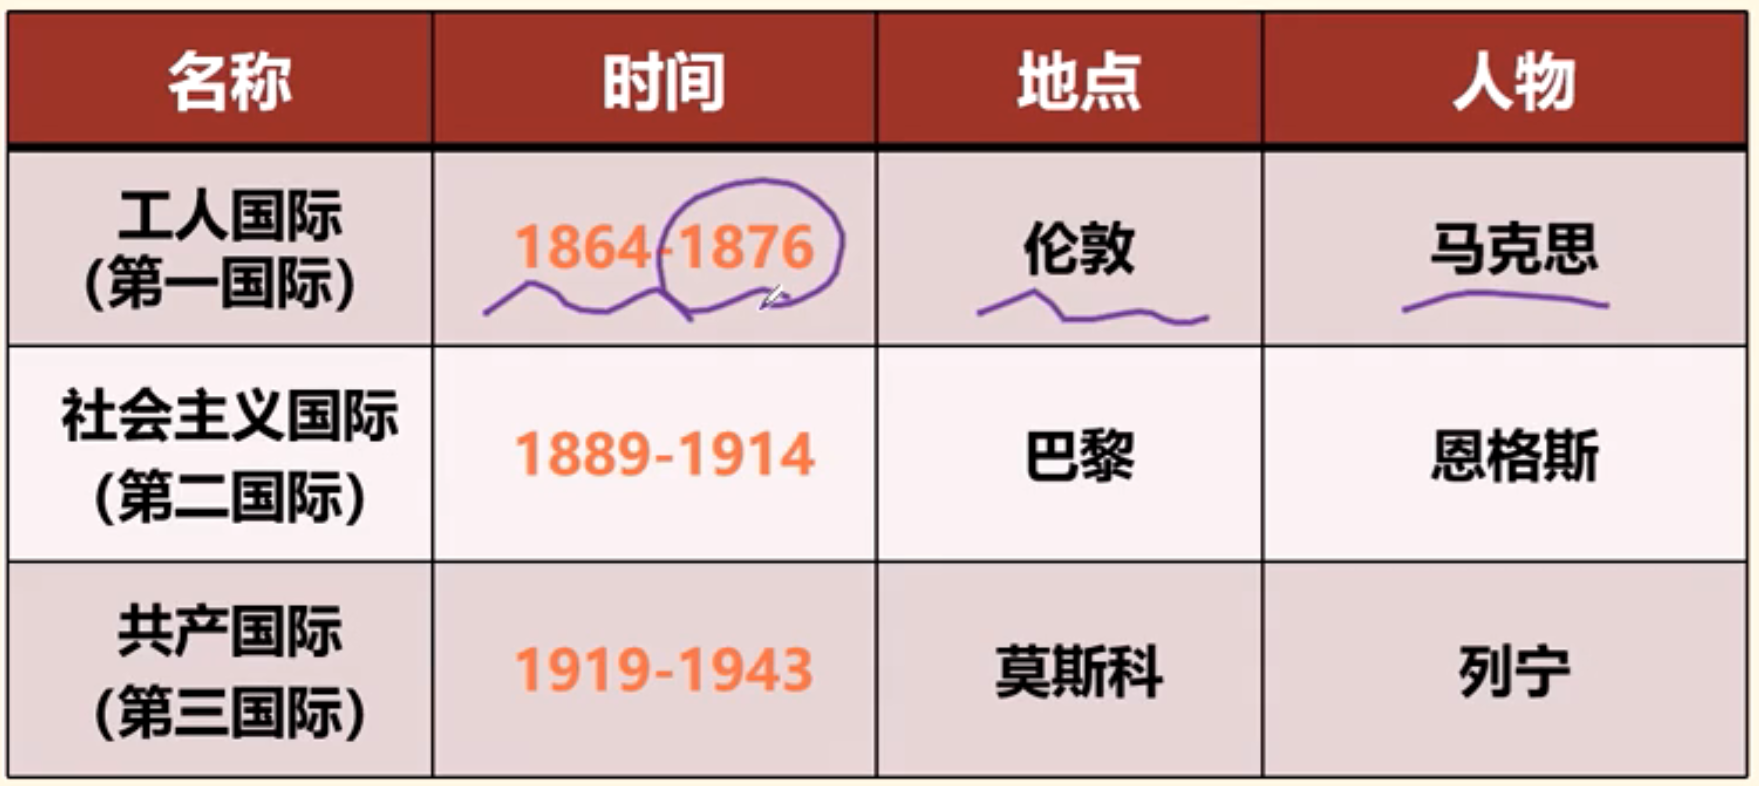 名称 时间 地点 人物
工人国际
(第一国际) 1864-1876 伦敦 马克思
社会主义国际
(第二国际) 1889-1914 巴黎 恩格斯
共产国际
(第三国际) 1919-1943 莫斯科 列宁